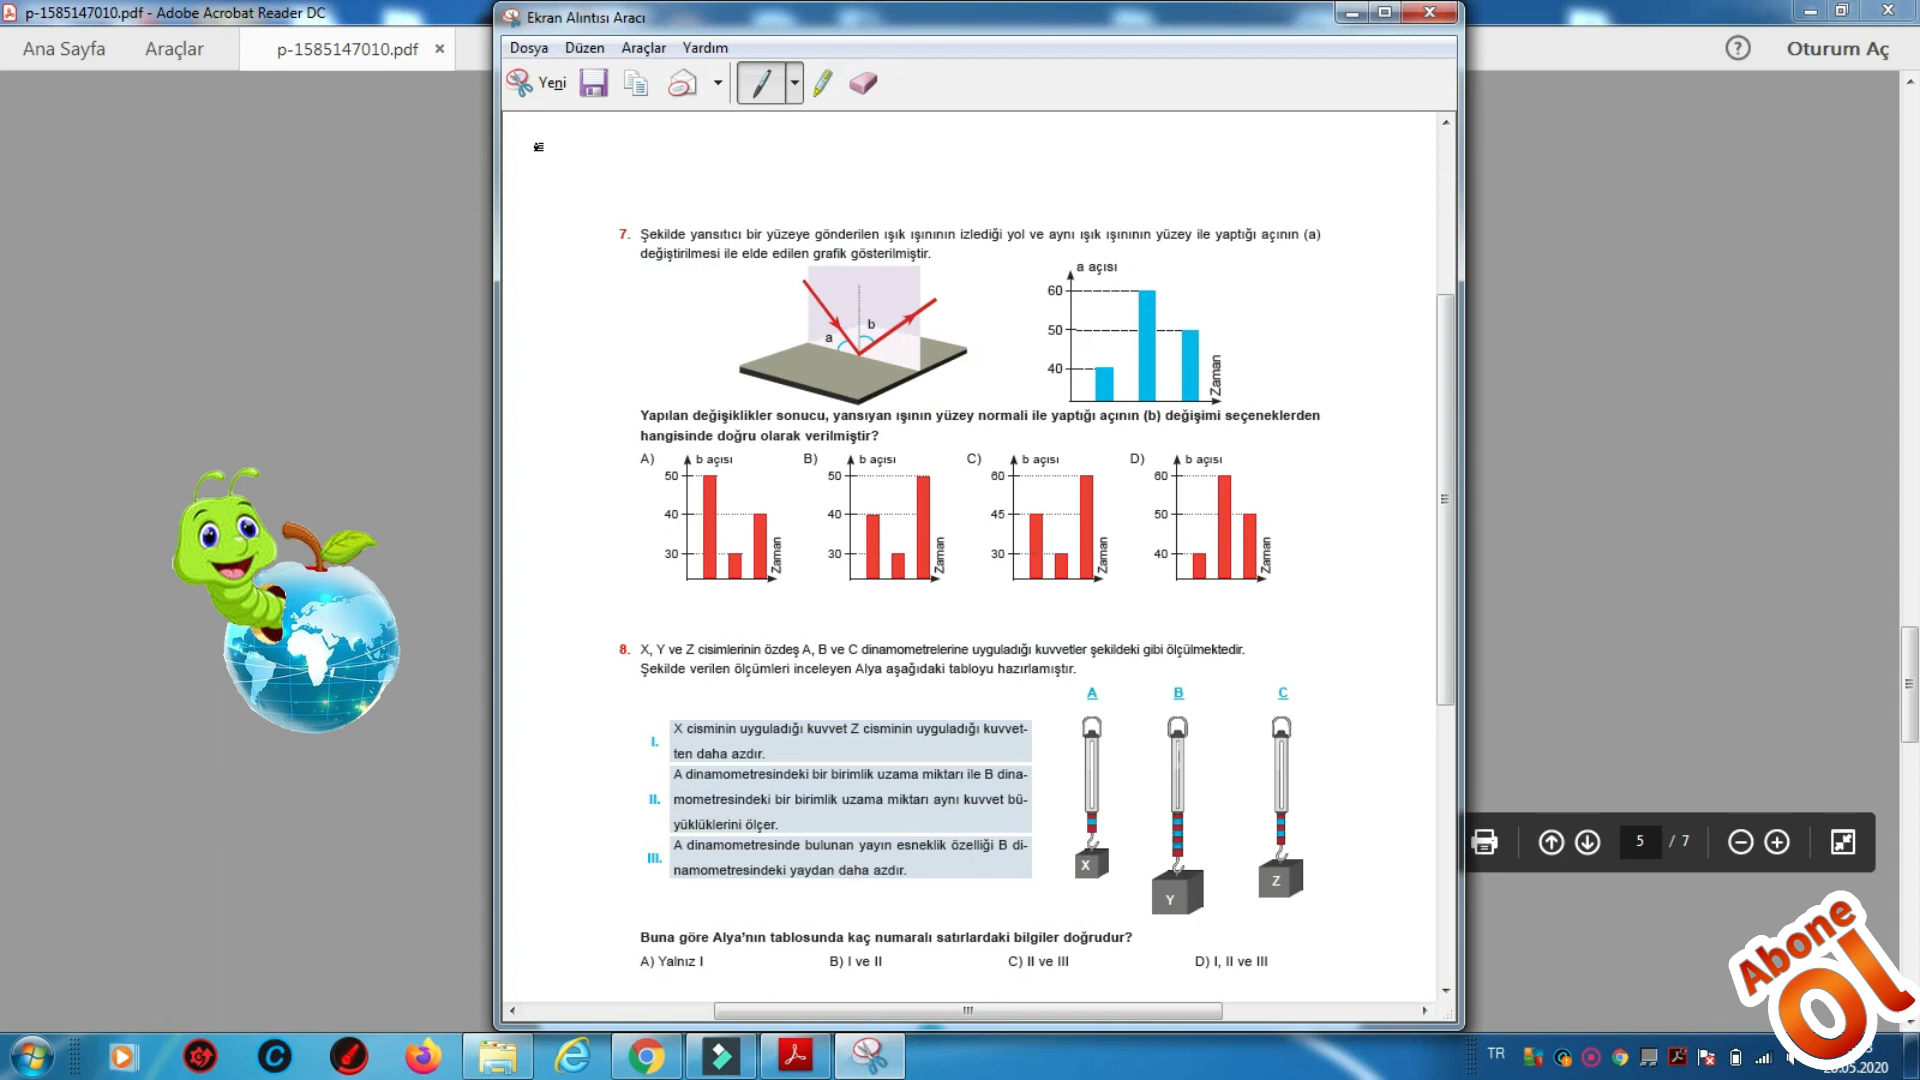 p-1585147010.pdf - Adobe Acrobat Reader DC
Ana Sayfa
Araçlar
p-1585147010.pdf
Oturum Aç
Ekran Alıntısı Aracı
Dosya Düzen Araçlar Yardım
Yeni
7. Şekilde yansıtıcı bir yüzeye gönderilen ışık ışınının izlediği yol ve aynı ışık ışınının yüzey ile yaptığı açının (a)
değiştirilmesi ile elde edilen grafik gösterilmiştir.
a
b
a açısı
60
50
40
Zaman
Yapılan değişiklikler sonucu, yansıyan ışının yüzey normali ile yaptığı açının (b) değişimi seçeneklerden
hangisinde doğru olarak verilmiştir?
A) b açısı
50
40
30
Zaman
B) b açısı
50
40
30
Zaman
C) b açısı
60
45
30
Zaman
D) b açısı
60
50
40
Zaman
8. X, Y ve Z cisimlerinin özdeş A, B ve C dinamometrelerine uyguladığı kuvvetler şekildeki gibi ölçülmektedir.
Şekilde verilen ölçümleri inceleyen Alya aşağıdaki tabloyu hazırlamıştır.
I. X cisminin uyguladığı kuvvet Z cisminin uyguladığı kuvvet-
ten daha azdır.
II. A dinamometresindeki bir birimlik uzama miktarı ile B dina-
mometresindeki bir birimlik uzama miktarı aynı kuvvet bü-
yüklüklerini ölçer.
III. A dinamometresinde bulunan yayın esneklik özelliği B di-
namometresindeki yaydan daha azdır.
A B C
X
Y
Z
Buna göre Alya'nın tablosunda kaç numaralı satırlardaki bilgiler doğrudur?
A) Yalnız I B) I ve II C) II ve III D) I, II ve III
5 / 7
Abone
Ol
TR